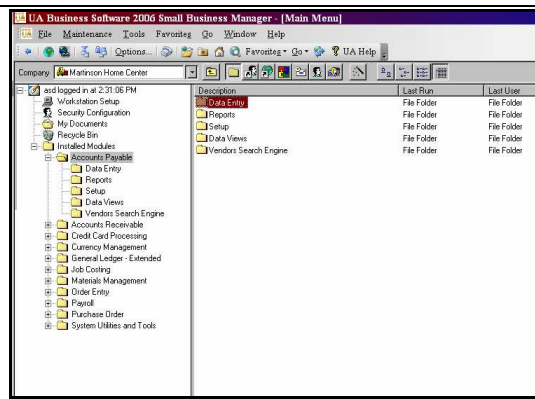 UA Business Software 2006 Small Business Manager - [Main Menu]
File Maintenance Tools Favorites Go Window Help
Options... Favorites Go UA Help
Company Martinson Home Center
asd logged in at 2:31:06 PM
Workstation Setup
Security Configuration
My Documents
Recycle Bin
Installed Modules
Accounts Payable
Data Entry
Reports
Setup
Data Views
Vendors Search Engine
Accounts Receivable
Credit Card Processing
Currency Management
General Ledger - Extended
Job Costing
Materials Management
Order Entry
Payroll
Purchase Order
System Utilities and Tools
Description Last Run Last User
Data Entry File Folder File Folder
Reports File Folder File Folder
Setup File Folder File Folder
Data Views File Folder File Folder
Vendors Search Engine File Folder File Folder